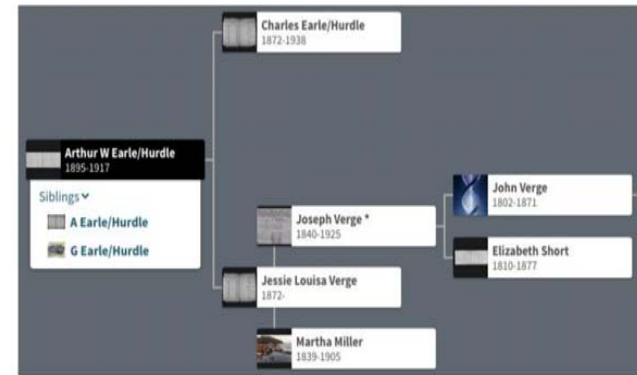 Charles Earle/Hurdle
1872-1938
Arthur W Earle/Hurdle
1895-1917
Siblings
A Earle/Hurdle
G Earle/Hurdle
Joseph Verge *
1840-1925
John Verge
1802-1871
Elizabeth Short
1810-1877
Jessie Louisa Verge
1872-
Martha Miller
1839-1905